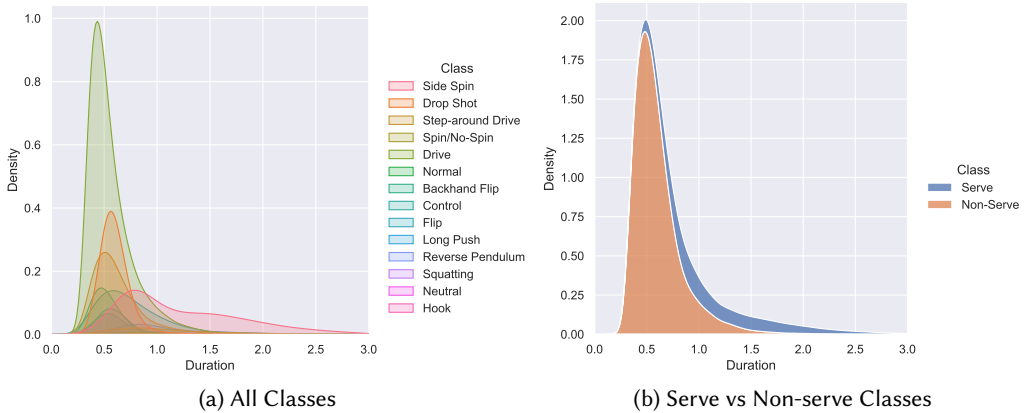 1.0
0.8
0.6
0.4
0.2
0.0
Density
0.0 0.5 1.0 1.5 2.0 2.5 3.0
Duration
Class
Side Spin
Drop Shot
Step-around Drive
Spin/No-Spin
Drive
Normal
Backhand Flip
Control
Flip
Long Push
Reverse Pendulum
Squatting
Neutral
Hook
(a) All Classes
2.00
1.75
1.50
1.25
1.00
0.75
0.50
0.25
0.00
Density
0.0 0.5 1.0 1.5 2.0 2.5 3.0
Duration
Class
Serve
Non-Serve
(b) Serve vs Non-serve Classes